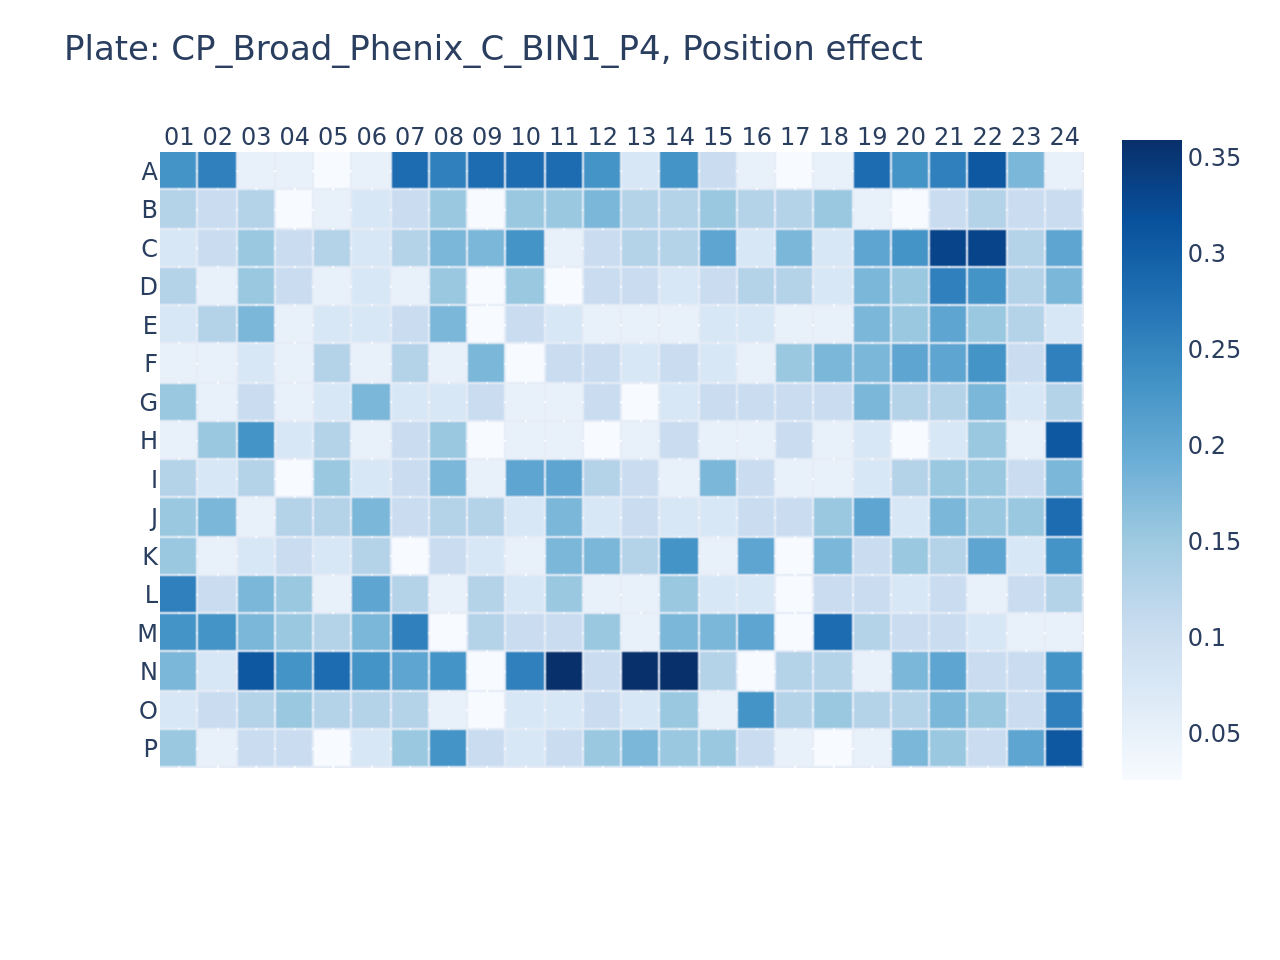 Plate: CP_Broad_Phenix_C_BIN1_P4, Position effect
01 02 03 04 05 06 07 08 09 10 11 12 13 14 15 16 17 18 19 20 21 22 23 24
A
B
C
D
E
F
G
H
I
J
K
L
M
N
O
P
0.35
0.3
0.25
0.2
0.15
0.1
0.05